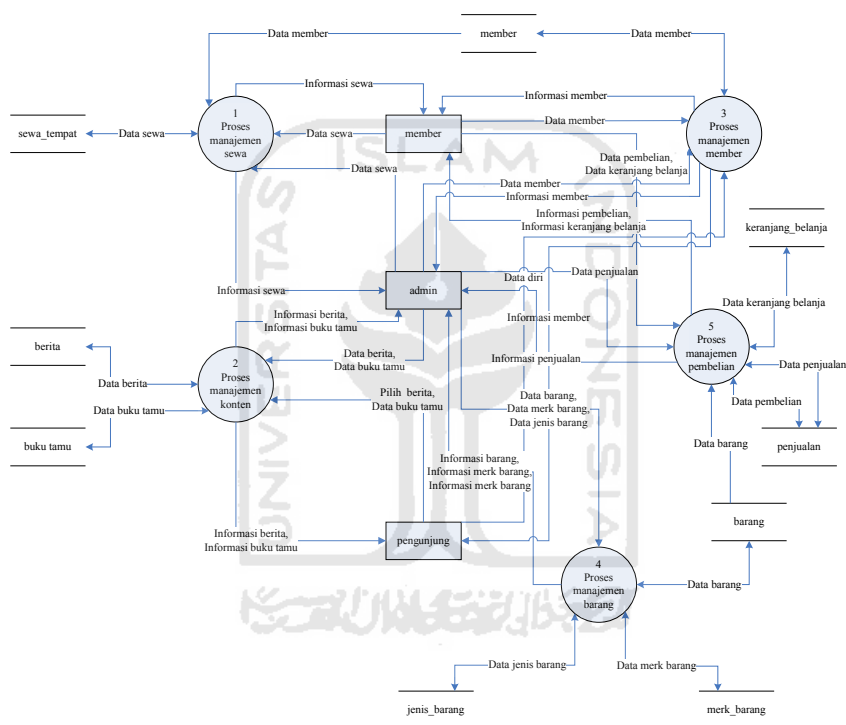 Data member
member
Data member
Informasi sewa
1
Proses
manajemen
sewa
sewa_tempat
Data sewa
Data sewa
member
Informasi member
Data member
3
Proses
manajemen
member
Data sewa
Data pembelian,
Data keranjang belanja
Data member
Informasi member
Informasi pembelian,
Informasi keranjang belanja
keranjang_belanja
Data diri
Data penjualan
Informasi sewa
admin
Data keranjang belanja
Informasi berita,
Informasi buku tamu
Informasi member
5
Proses
manajemen
pembelian
berita
2
Proses
manajemen
konten
Data berita,
Data buku tamu
Informasi penjualan
Data penjualan
Data berita
Data buku tamu
Pilih berita,
Data buku tamu
Data barang,
Data merk barang,
Data jenis barang
Data pembelian
buku tamu
Data barang
penjualan
Informasi barang,
Informasi merk barang,
Informasi merk barang
barang
Informasi berita,
Informasi buku tamu
pengunjung
4
Proses
manajemen
barang
Data barang
Data jenis barang
Data merk barang
jenis_barang
merk_barang
UNIVERSITAS
ISLAM
INDONESIA